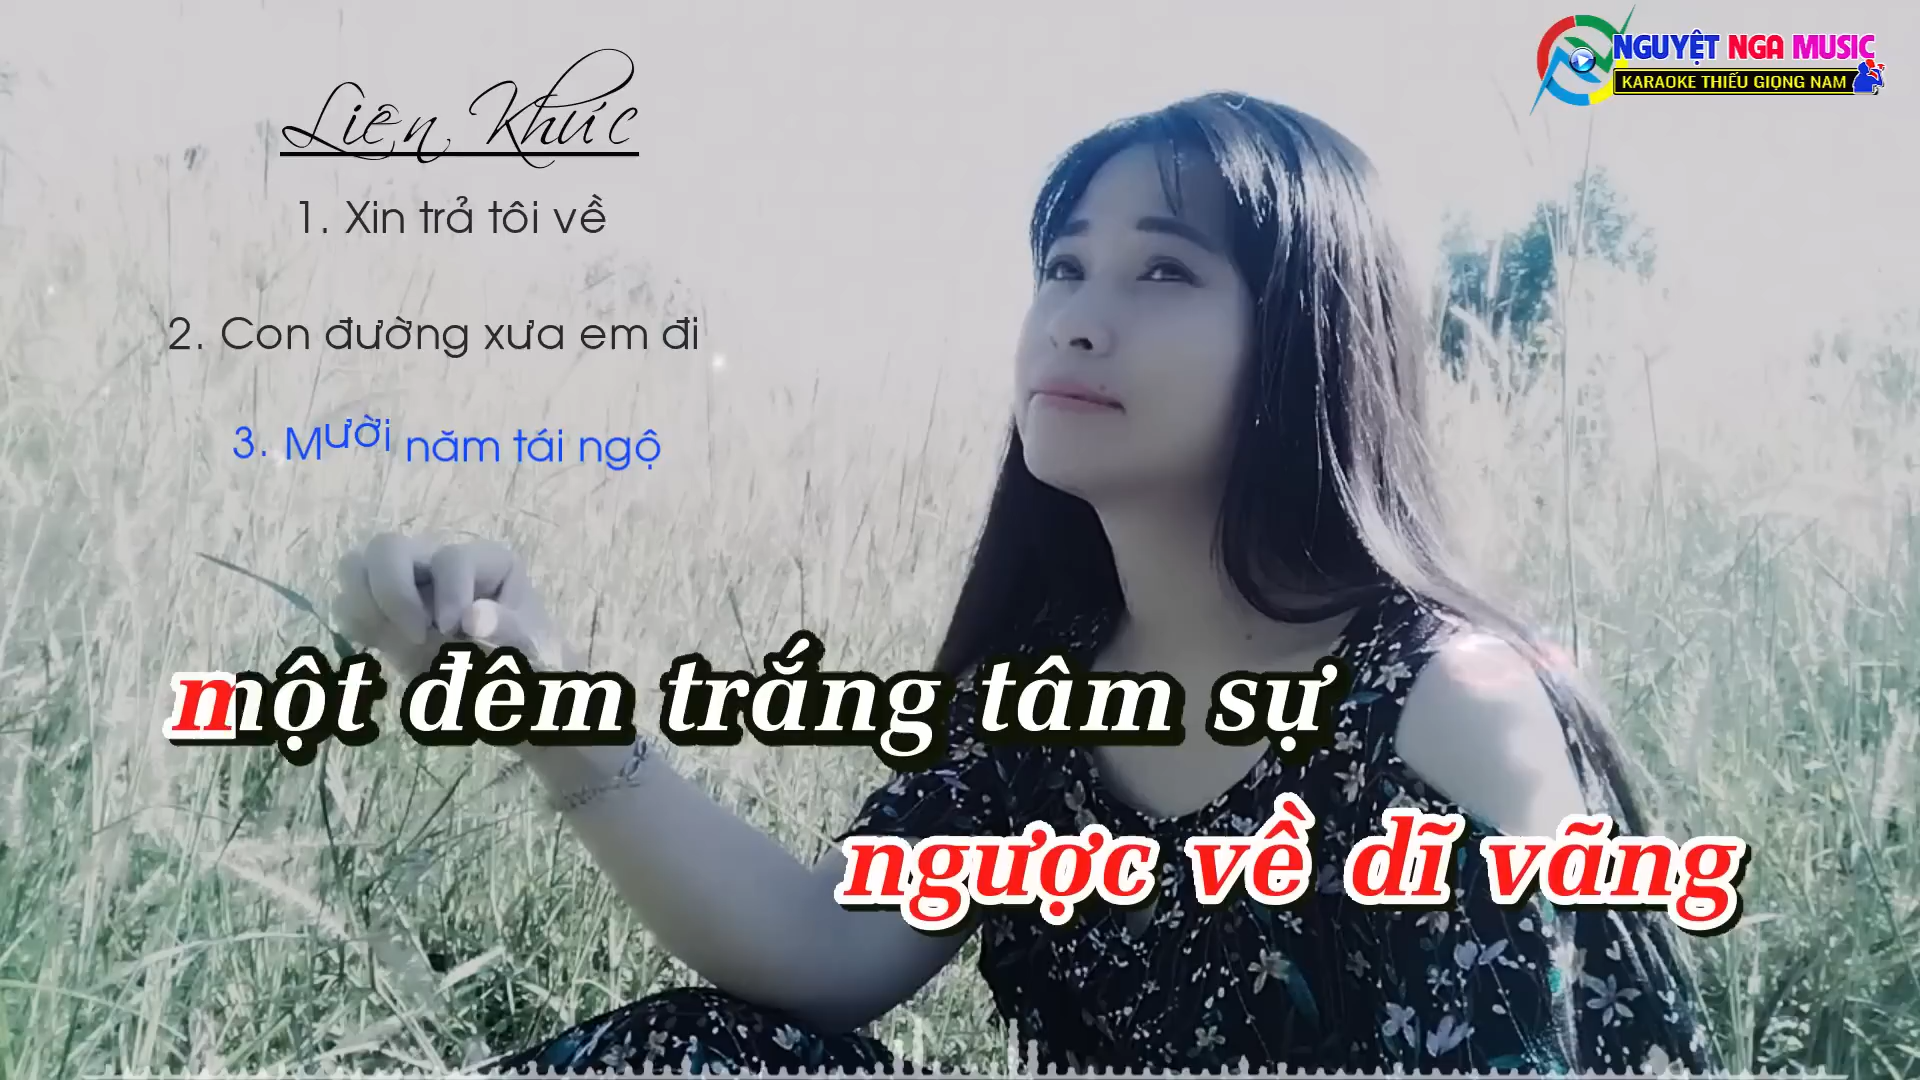 NGUYỆT NGA MUSIC
KARAOKE THIẾU GIỌNG NAM
Liên Khúc
1. Xin trả tôi về
2. Con đường xưa em đi
3. Mười năm tái ngộ
một đêm trắng tâm sự
ngược về dĩ vãng